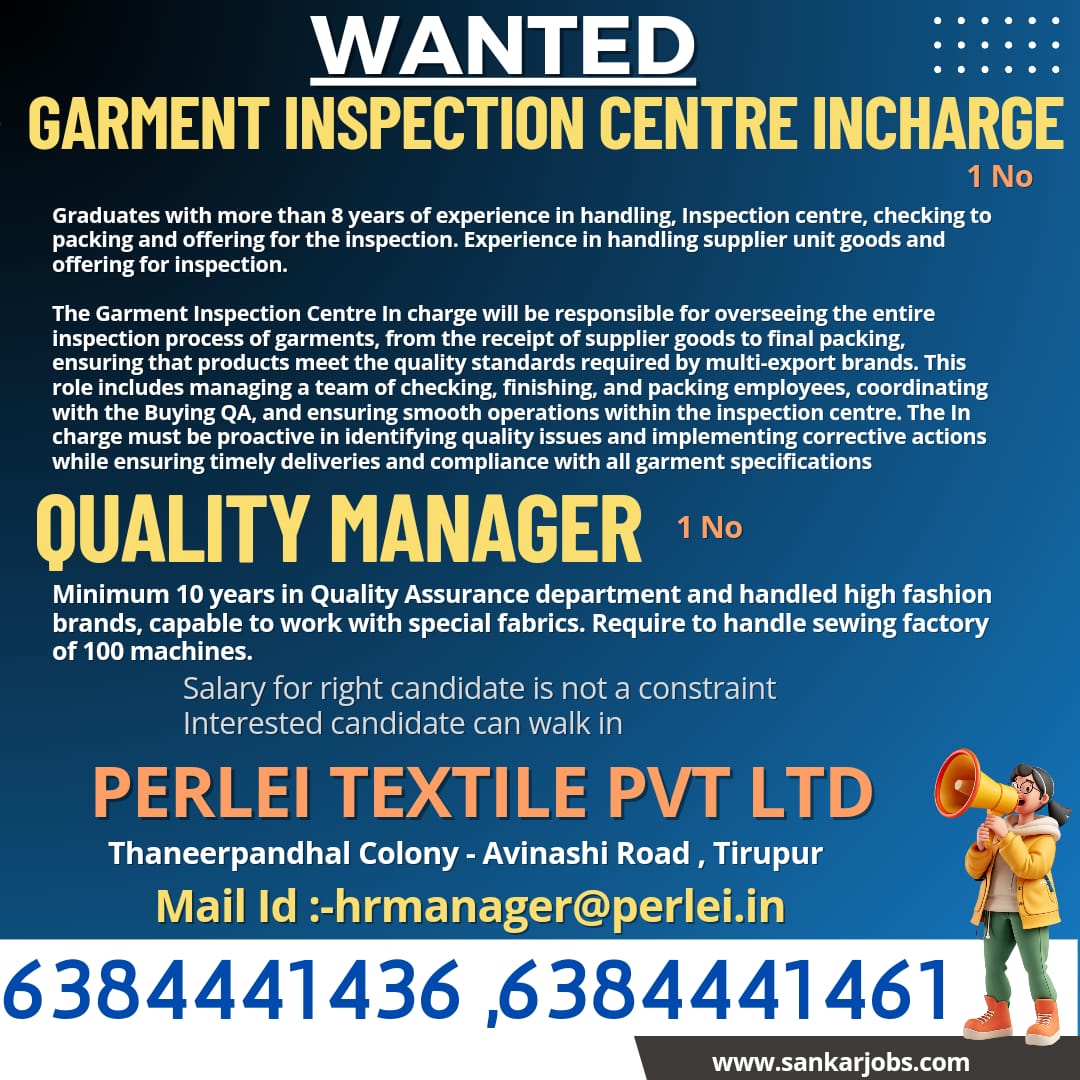 WANTED
GARMENT INSPECTION CENTRE INCHARGE
1 No
Graduates with more than 8 years of experience in handling, Inspection centre, checking to
packing and offering for the inspection. Experience in handling supplier unit goods and
offering for inspection.
The Garment Inspection Centre In charge will be responsible for overseeing the entire
inspection process of garments, from the receipt of supplier goods to final packing,
ensuring that products meet the quality standards required by multi-export brands. This
role includes managing a team of checking, finishing, and packing employees, coordinating
with the Buying QA, and ensuring smooth operations within the inspection centre. The In
charge must be proactive in identifying quality issues and implementing corrective actions
while ensuring timely deliveries and compliance with all garment specifications
QUALITY MANAGER 1 No
Minimum 10 years in Quality Assurance department and handled high fashion
brands, capable to work with special fabrics. Require to handle sewing factory
of 100 machines.
Salary for right candidate is not a constraint
Interested candidate can walk in
PERLEI TEXTILE PVT LTD
Thaneerpandhal Colony - Avinashi Road , Tirupur
Mail Id :-hrmanager@perlei.in
6384441436 ,6384441461
www.sankarjobs.com